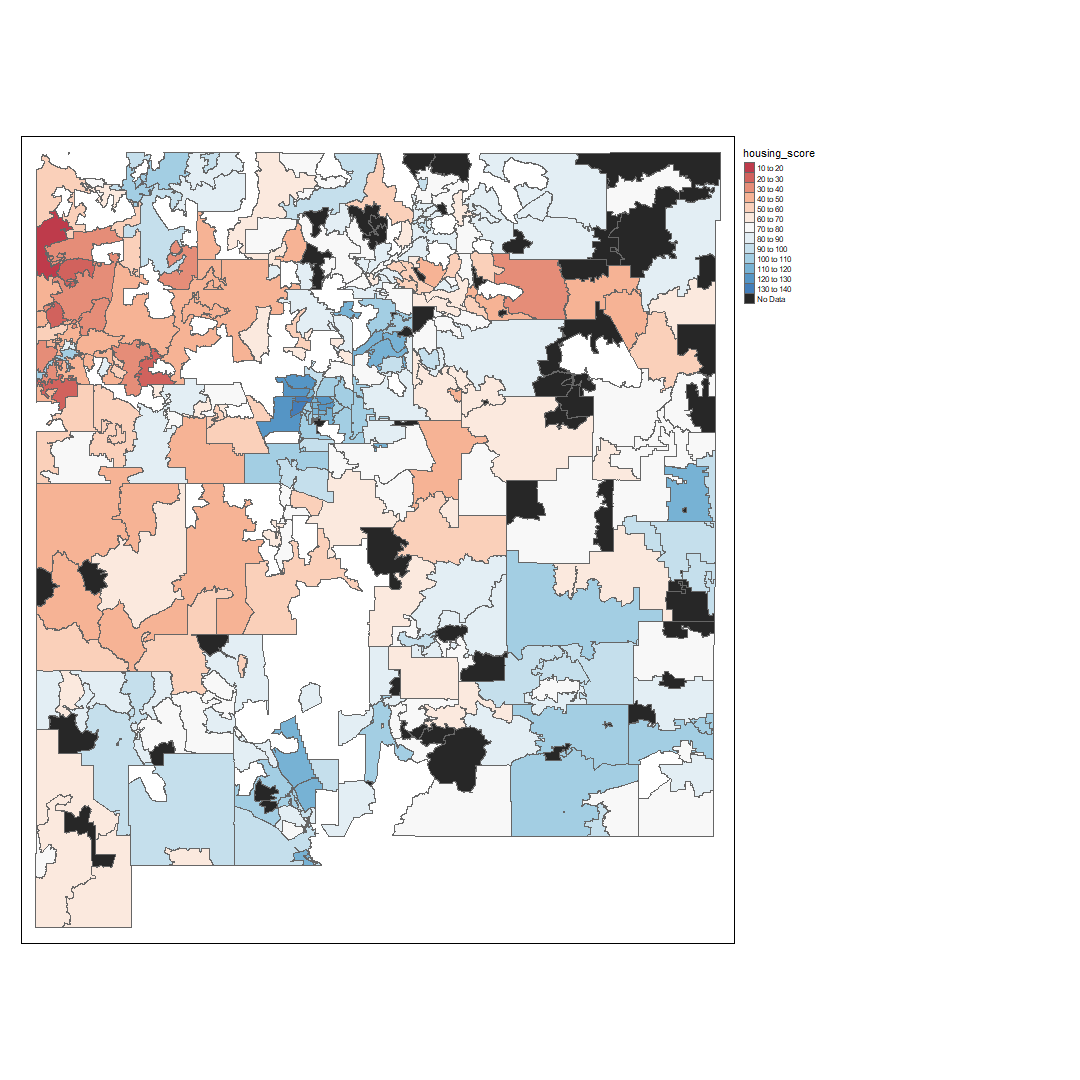 housing_score
10 to 20
20 to 30
30 to 40
40 to 50
50 to 60
60 to 70
70 to 80
80 to 90
90 to 100
100 to 110
110 to 120
120 to 130
130 to 140
No Data